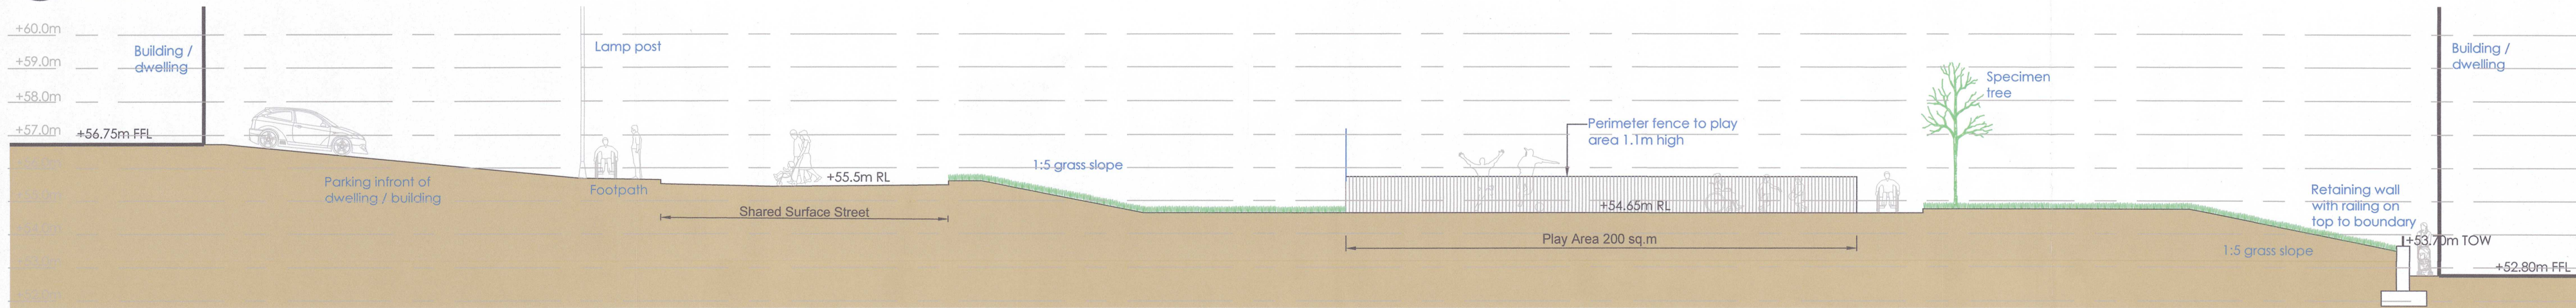 +60.0m
+59.0m
+58.0m
+57.0m
Building /
dwelling
+56.75m FFL
Parking infront of
dwelling / building
Lamp post
Footpath
Shared Surface Street
+55.5m RL
1:5 grass slope
Perimeter fence to play
area 1.1m high
+54.65m RL
Play Area 200 sq.m
Specimen
tree
1:5 grass slope
Retaining wall
with railing on
top to boundary
+53.70m TOW
Building /
dwelling
+52.80m FFL